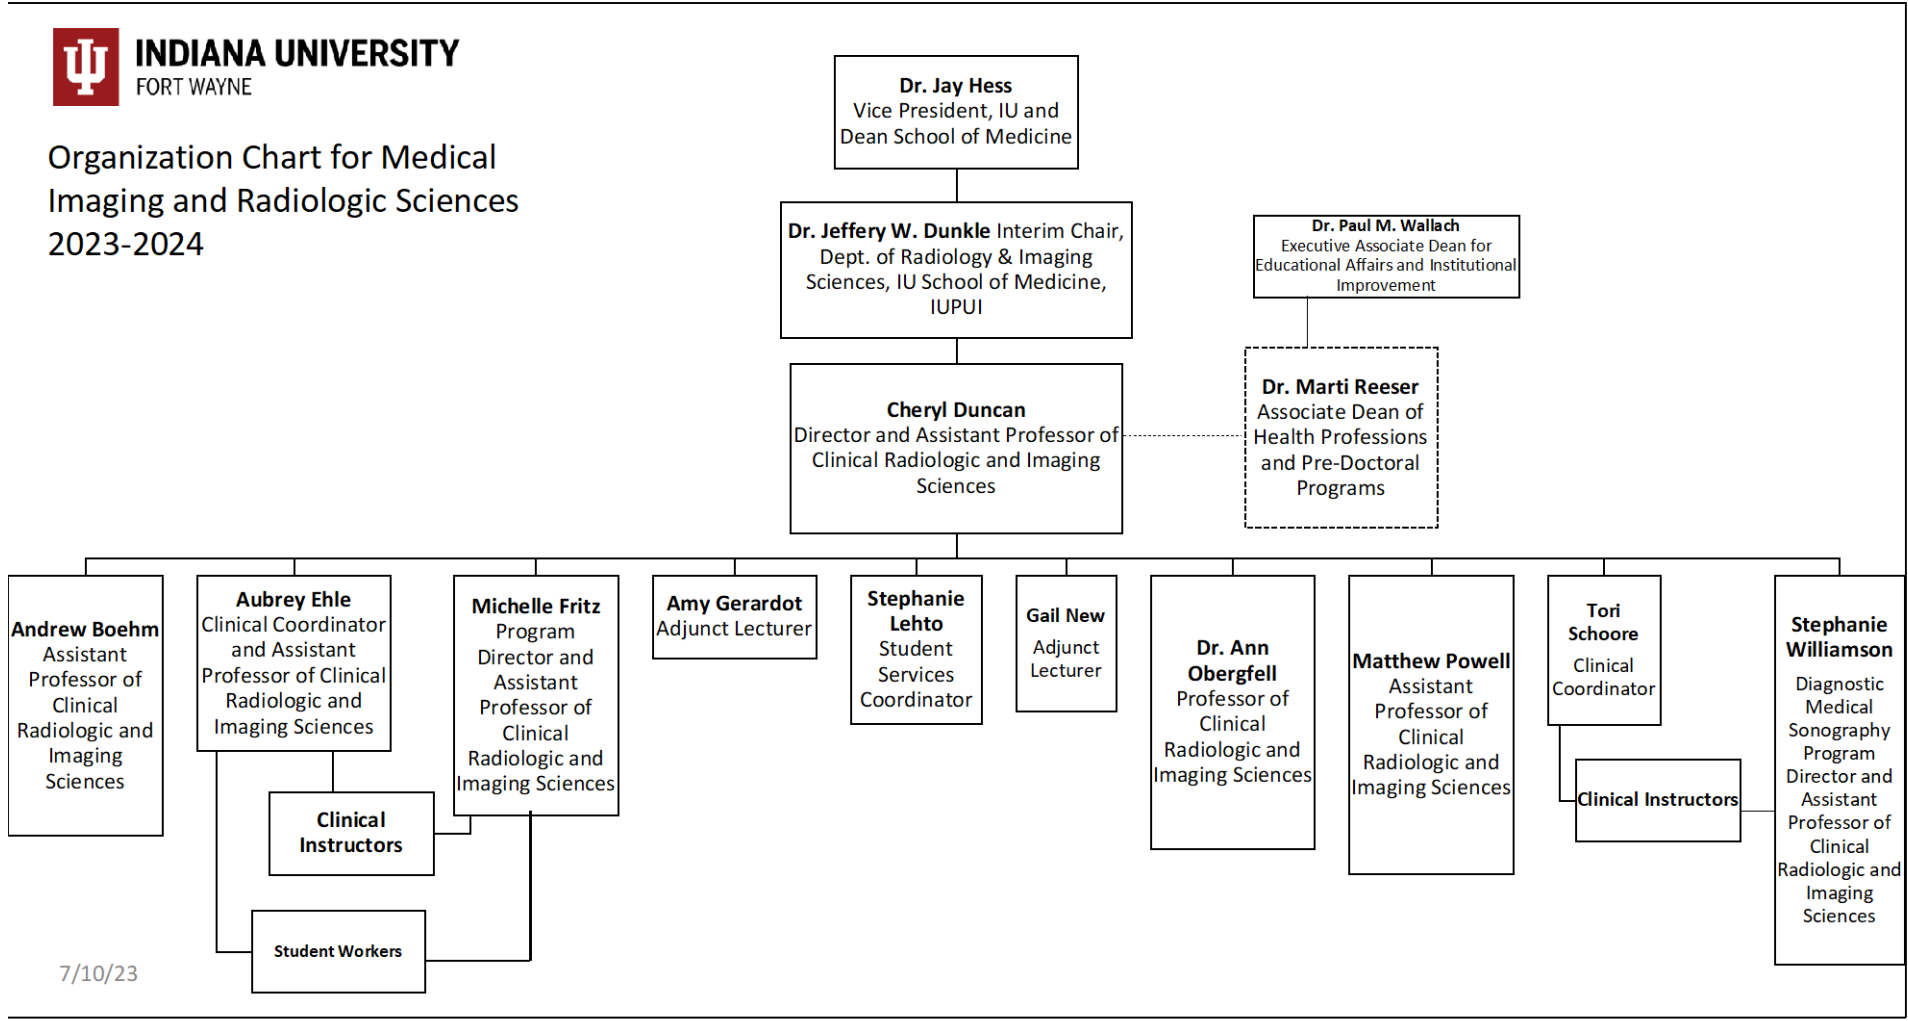 INDIANA UNIVERSITY
FORT WAYNE
Organization Chart for Medical
Imaging and Radiologic Sciences
2023-2024
Dr. Jay Hess
Vice President, IU and
Dean School of Medicine
Dr. Jeffery W. Dunkle Interim Chair,
Dept. of Radiology & Imaging
Sciences, IU School of Medicine,
IUPUI
Dr. Paul M. Wallach
Executive Associate Dean for
Educational Affairs and Institutional
Improvement
Cheryl Duncan
Director and Assistant Professor of
Clinical Radiologic and Imaging
Sciences
Dr. Marti Reeser
Associate Dean of
Health Professions
and Pre-Doctoral
Programs
Andrew Boehm
Assistant
Professor of
Clinical
Radiologic and
Imaging
Sciences
Aubrey Ehle
Clinical Coordinator
and Assistant
Professor of Clinical
Radiologic and
Imaging Sciences
Michelle Fritz
Program
Director and
Assistant
Professor of
Clinical
Radiologic and
Imaging Sciences
Amy Gerardot
Adjunct Lecturer
Stephanie
Lehto
Student
Services
Coordinator
Gail New
Adjunct
Lecturer
Dr. Ann
Obergfell
Professor of
Clinical
Radiologic and
Imaging Sciences
Matthew Powell
Assistant
Professor of
Clinical
Radiologic and
Imaging Sciences
Tori
Schoore
Clinical
Coordinator
Stephanie
Williamson
Diagnostic
Medical
Sonography
Program
Director and
Assistant
Professor of
Clinical
Radiologic and
Imaging
Sciences
Clinical
Instructors
Clinical Instructors
Student Workers
7/10/23